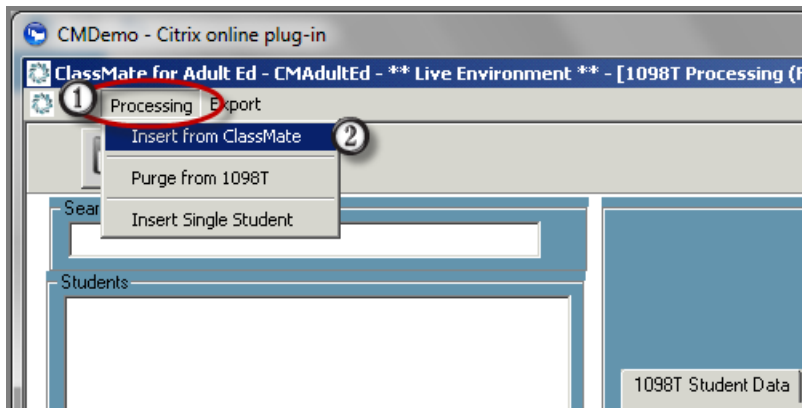 CMDemo - Citrix online plug-in
ClassMate for Adult Ed - CMAdultEd - ** Live Environment ** - [1098T Processing (
1 Processing Export
Insert from ClassMate 2
Purge from 1098T
Insert Single Student
Sear
Students
1098T Student Data